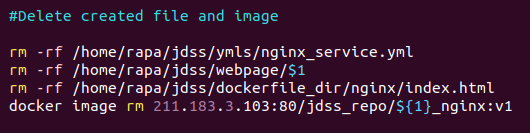 #Delete created file and image
rm -rf /home/rapa/jdss/ymls/nginx_service.yml
rm -rf /home/rapa/jdss/webpage/$1
rm -rf /home/rapa/jdss/dockerfile_dir/nginx/index.html
docker image rm 211.183.3.103:80/jdss_repo/${1}_nginx:v1